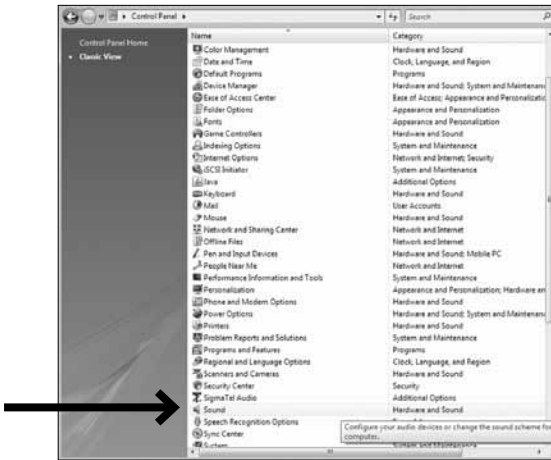 Control Panel
Search
Control Panel Home
Classic View
Name Category
Color Management Hardware and Sound
Date and Time Clock, Language, and Region
Default Programs Programs
Device Manager Hardware and Sound; System and Maintenanc
Ease of Access Center Ease of Access; Appearance and Personalizatic
Folder Options Appearance and Personalization
Fonts Appearance and Personalization
Game Controllers Hardware and Sound
Indexing Options System and Maintenance
Internet Options Network and Internet; Security
iSCSI Initiator System and Maintenance
Java Additional Options
Keyboard Hardware and Sound
Mail User Accounts
Mouse Hardware and Sound
Network and Sharing Center Network and Internet
Offline Files Network and Internet
Pen and Input Devices Hardware and Sound; Mobile PC
People Near Me Network and Internet
Performance Information and Tools System and Maintenance
Personalization Appearance and Personalization; Hardware an
Phone and Modem Options Hardware and Sound
Power Options Hardware and Sound; System and Maintenanc
Printers Hardware and Sound
Problem Reports and Solutions System and Maintenance
Programs and Features Programs
Regional and Language Options Clock, Language, and Region
Scanners and Cameras Hardware and Sound
Security Center Security
SigmaTel Audio Additional Options
Sound Hardware and Sound
Speech Recognition Options
Configure your audio devices or change the sound scheme for
computer.
Sync Center
System System and Maintenance